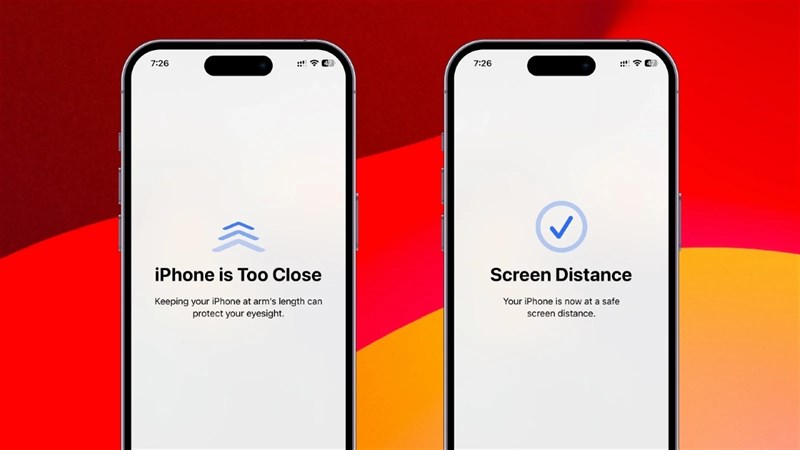 7:26
iPhone is Too Close
Keeping your iPhone at arm's length can
protect your eyesight.
7:26
Screen Distance
Your iPhone is now at a safe
screen distance.